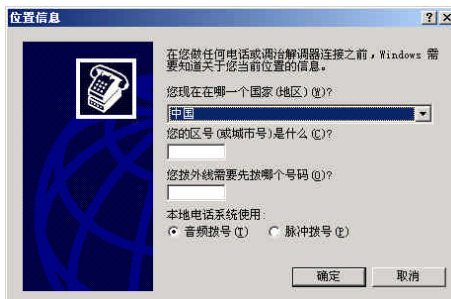 位置信息
在您做任何电话或调治解调器连接之前，Windows 需
要知道关于您当前位置的信息。
您现在在哪一个国家(地区)(W)?
中国
您的区号(或城市号)是什么(C)?
您拨外线需要先拨哪个号码(O)?
本地电话系统使用:
音频拨号(T) 脉冲拨号(P)
确定 取消